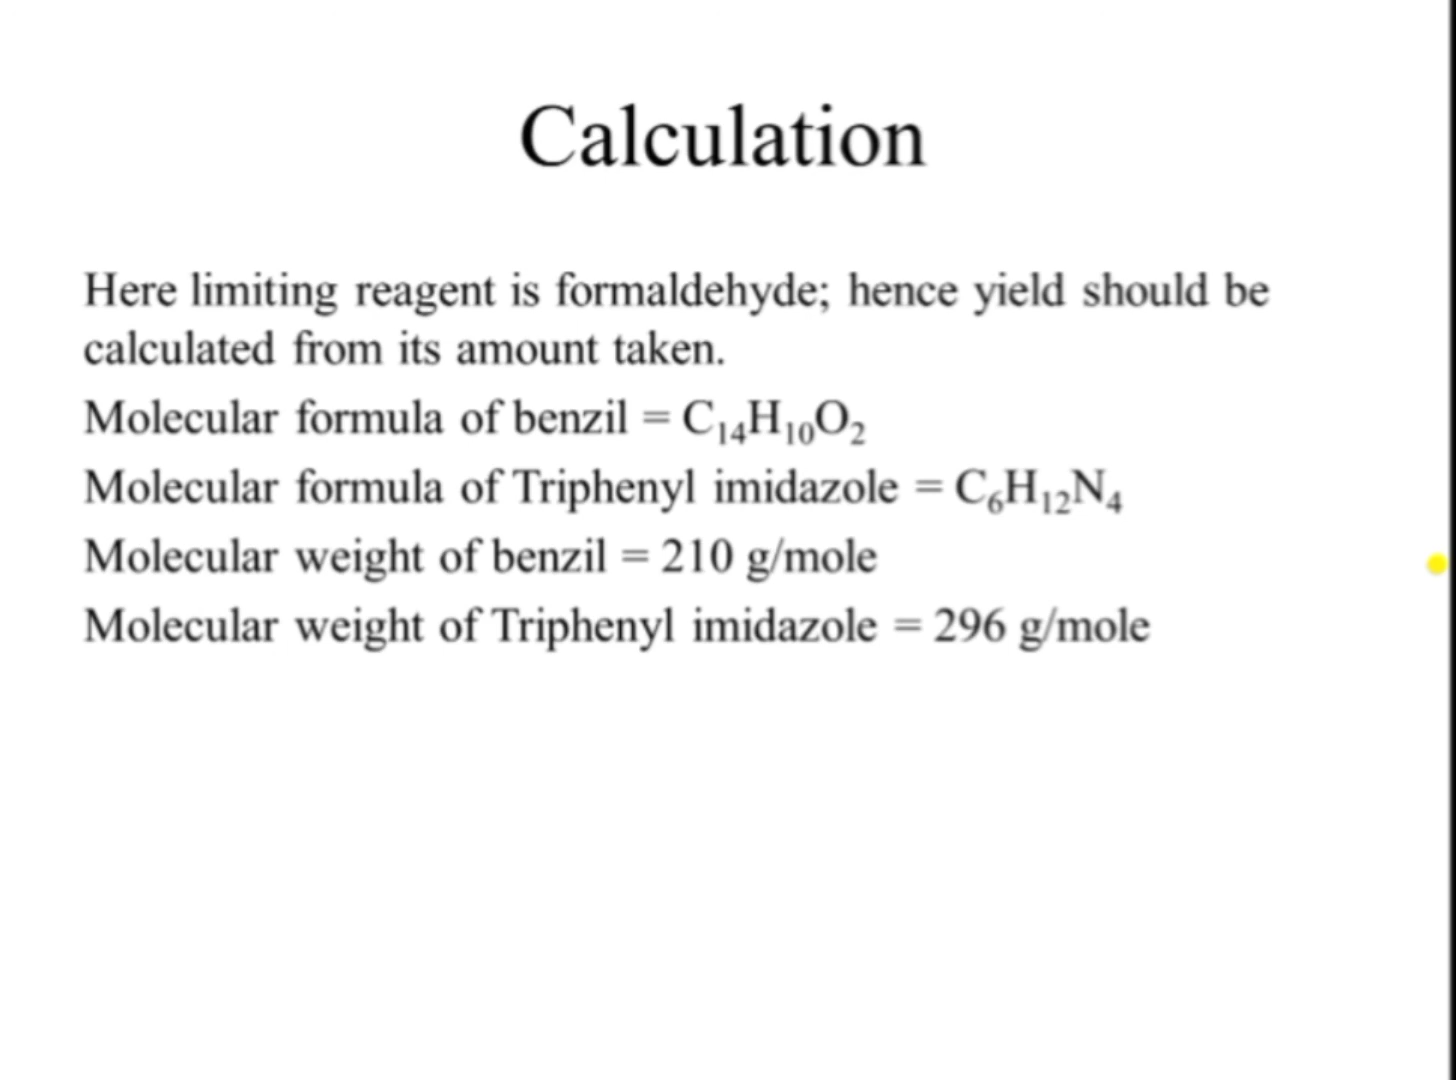 Calculation
Here limiting reagent is formaldehyde; hence yield should be
calculated from its amount taken.
Molecular formula of benzil = C₁₄H₁₀O₂
Molecular formula of Triphenyl imidazole = C₆H₁₂N₄
Molecular weight of benzil = 210 g/mole
Molecular weight of Triphenyl imidazole = 296 g/mole